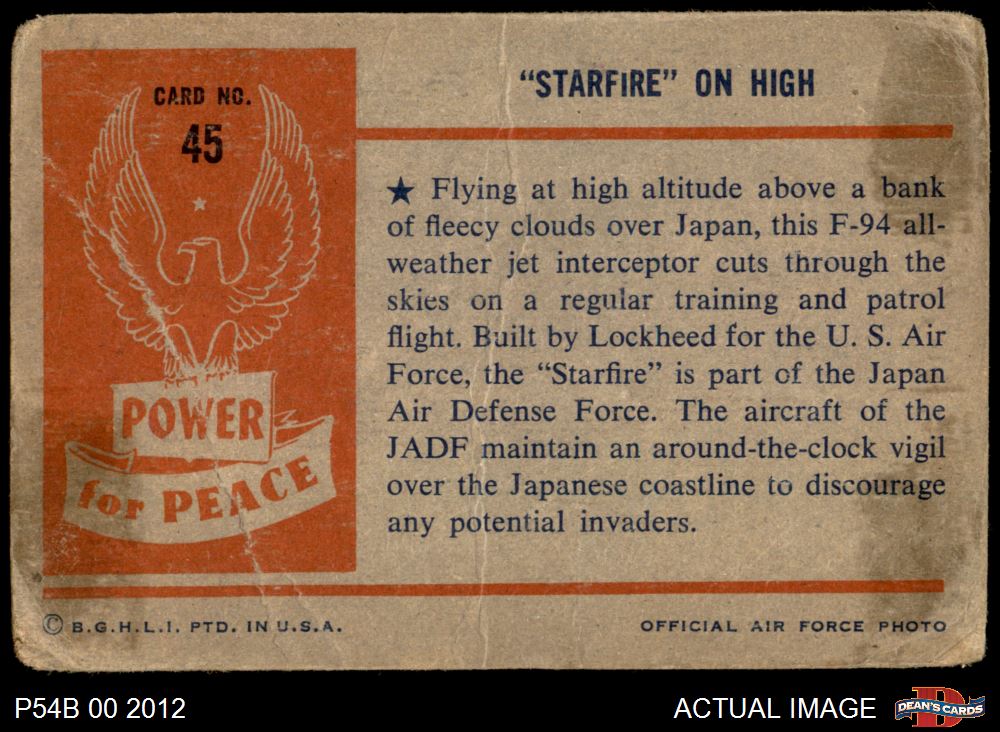 CARD NO.
45
POWER
for PEACE
“STARFIRE” ON HIGH
★ Flying at high altitude above a bank
of fleecy clouds over Japan, this F-94 all-
weather jet interceptor cuts through the
skies on a regular training and patrol
flight. Built by Lockheed for the U. S. Air
Force, the “Starfire” is part of the Japan
Air Defense Force. The aircraft of the
JADF maintain an around-the-clock vigil
over the Japanese coastline to discourage
any potential invaders.
© B.G.H.L.I. PTD. IN U.S.A.
OFFICIAL AIR FORCE PHOTO
P54B 00 2012
ACTUAL IMAGE
D
DEAN'S CARDS